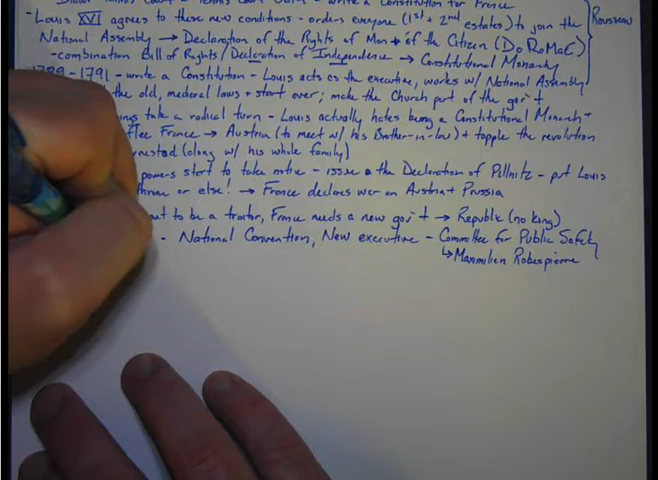 write a Constitution for France
- Louis XVI agrees to these new conditions - orders everyone (1st + 2nd estates) to join the
Rousseau
National Assembly → Declaration of the Rights of Man + of the Citizen (DoRoMaC)
- combination Bill of Rights / Declaration of Independence → Constitutional Monarchy
1789-1791 - write a Constitution - Louis acts as the executive, works w/ National Assembly
the old, medieval laws + start over; make the Church part of the gov't
take a radical turn - Louis actually hates being a Constitutional Monarch +
flee France → Austria (to meet w/ his Brother-in-law) + topple the revolution
(along w/ his whole family)
powers start to take notice - issue the Declaration of Pillnitz - put Louis
or else! → France declares war on Austria + Prussia
to be a traitor, France needs a new gov't → Republic (no king)
- National Convention, New executive - Committee for Public Safety
↳ Maxmilien Robespierre